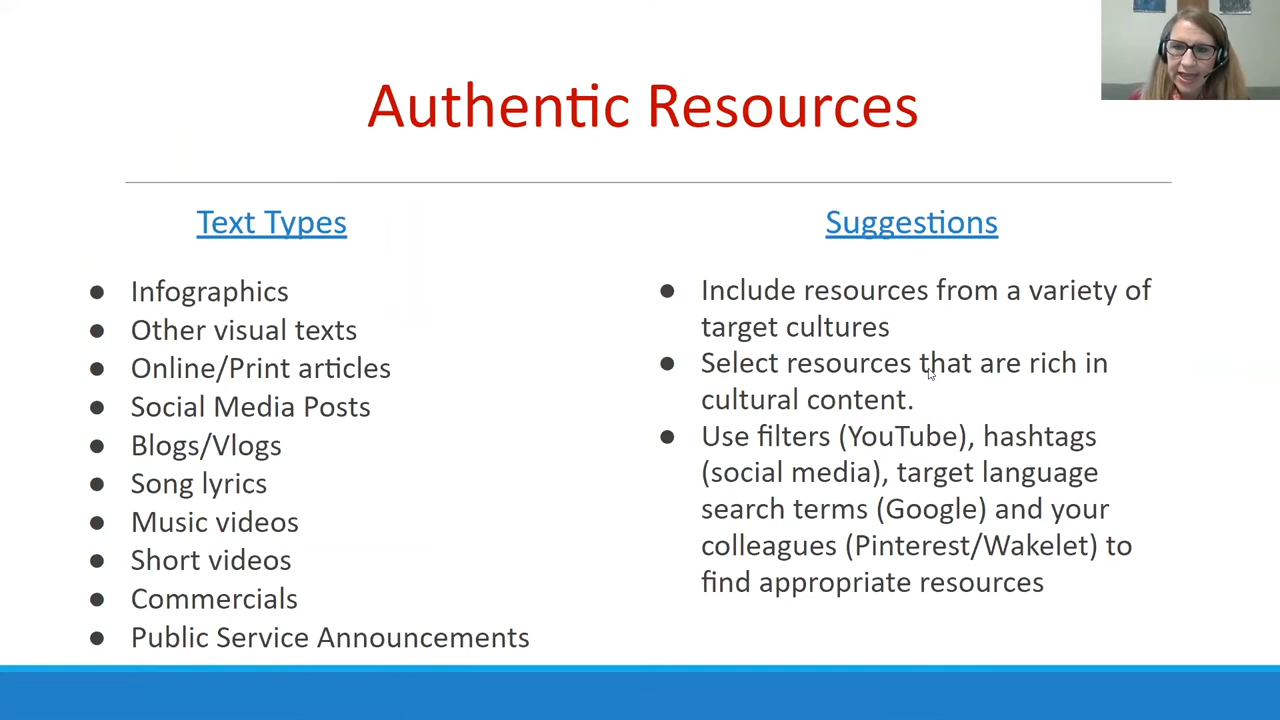 Authentic Resources
Text Types
● Infographics
● Other visual texts
● Online/Print articles
● Social Media Posts
● Blogs/Vlogs
● Song lyrics
● Music videos
● Short videos
● Commercials
● Public Service Announcements
Suggestions
● Include resources from a variety of
target cultures
● Select resources that are rich in
cultural content.
● Use filters (YouTube), hashtags
(social media), target language
search terms (Google) and your
colleagues (Pinterest/Wakelet) to
find appropriate resources